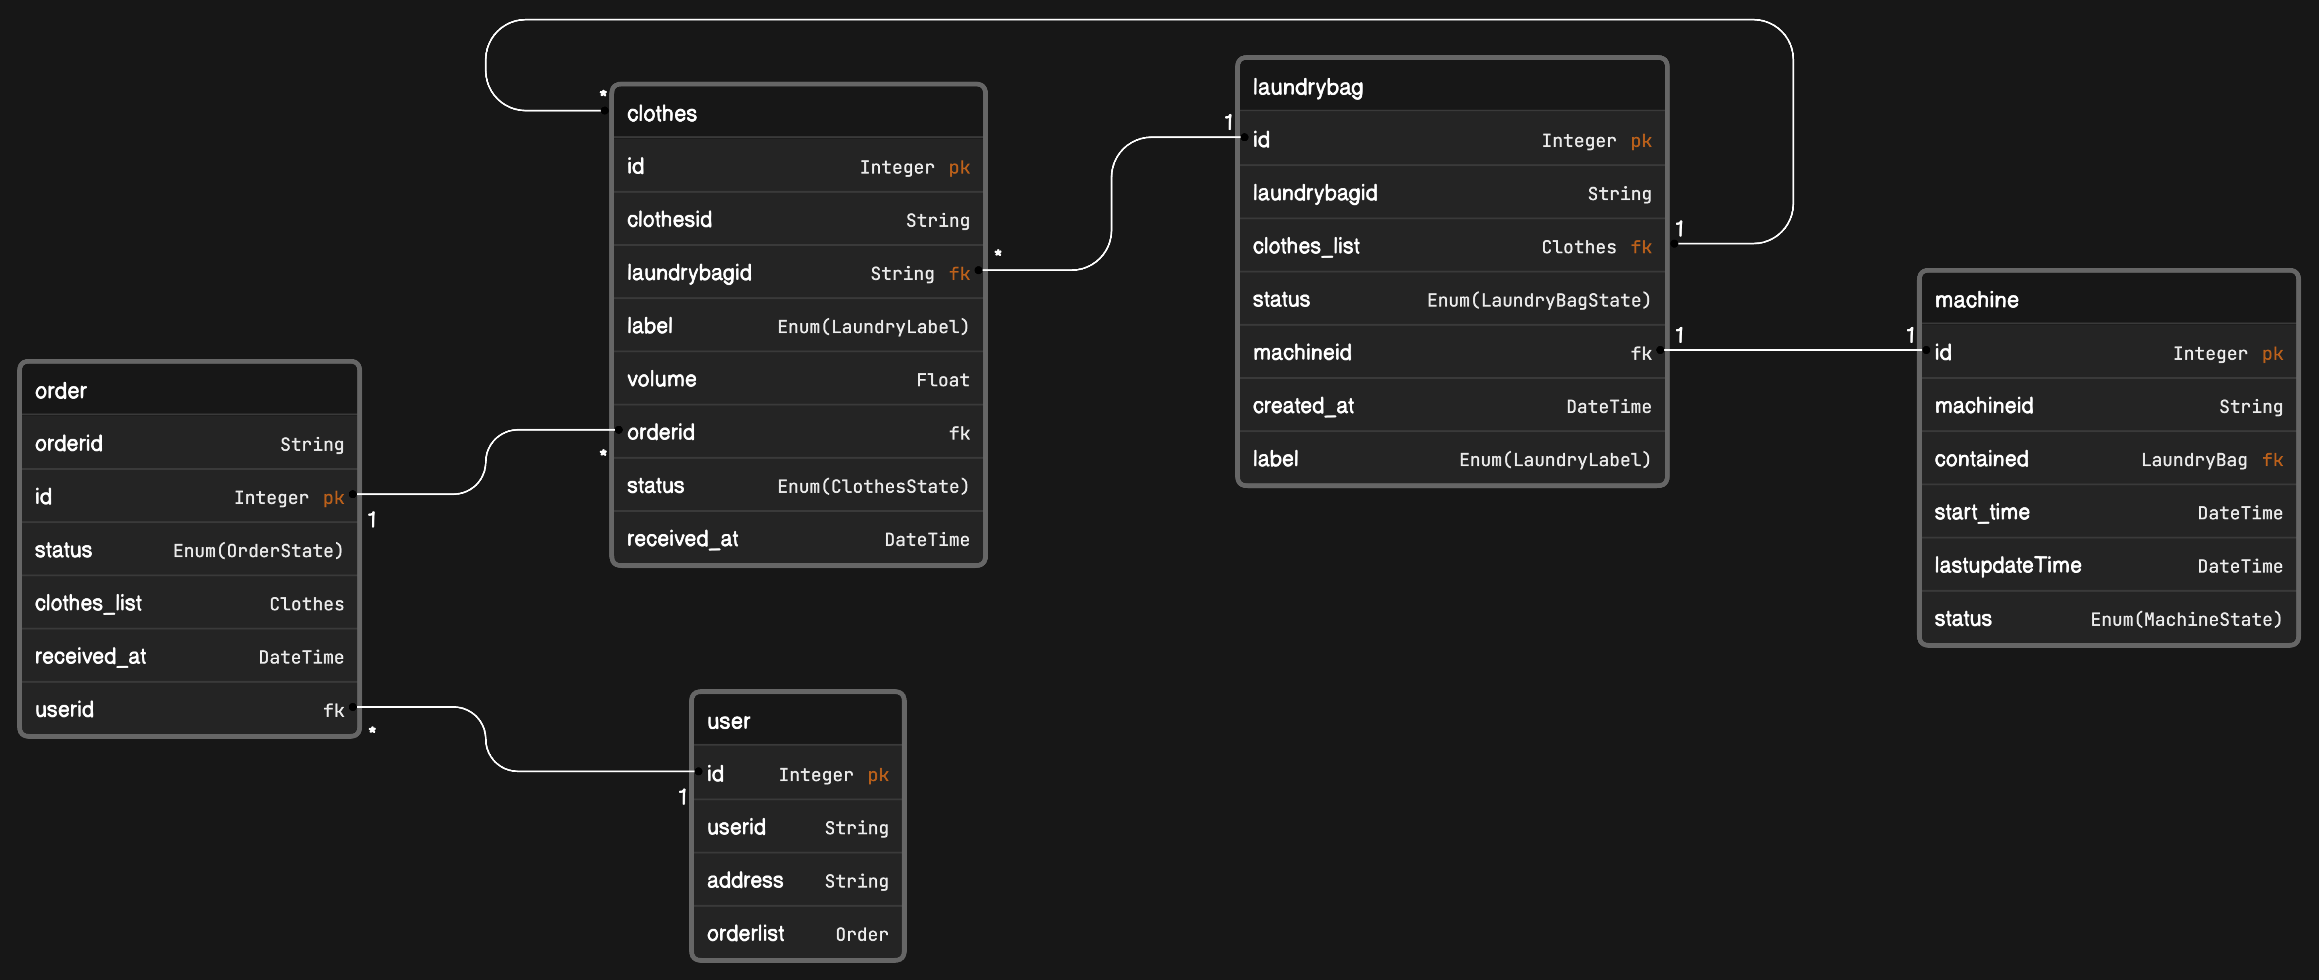 order
orderid String
id Integer pk
1
status Enum(OrderState)
clothes_list Clothes
received_at DateTime
userid fk
*
*
clothes
id Integer pk
clothesid String
*
laundrybagid String fk
label Enum(LaundryLabel)
volume Float
orderid fk
*
status Enum(ClothesState)
received_at DateTime
user
id Integer pk
1
userid String
address String
orderlist Order
laundrybag
1
id Integer pk
laundrybagid String
1
clothes_list Clothes fk
status Enum(LaundryBagState)
1
machineid fk
created_at DateTime
label Enum(LaundryLabel)
machine
1
id Integer pk
machineid String
contained LaundryBag fk
start_time DateTime
lastupdateTime DateTime
status Enum(MachineState)